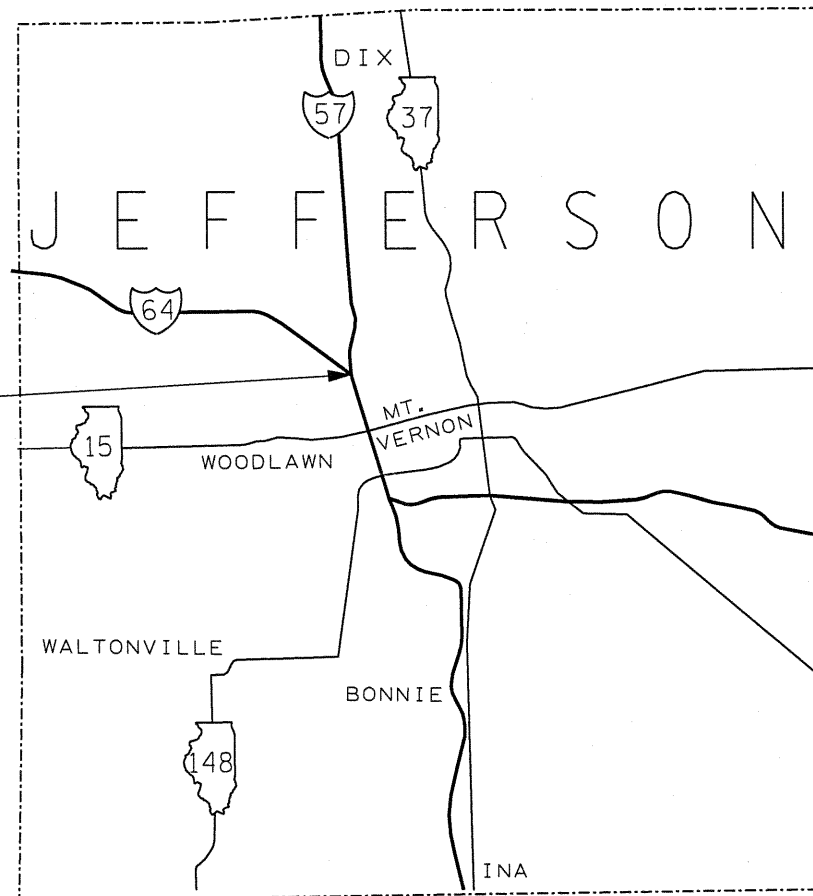 DIX
57
37
JEFFERSON
64
MT.
VERNON
15
WOODLAWN
WALTONVILLE
BONNIE
148
INA